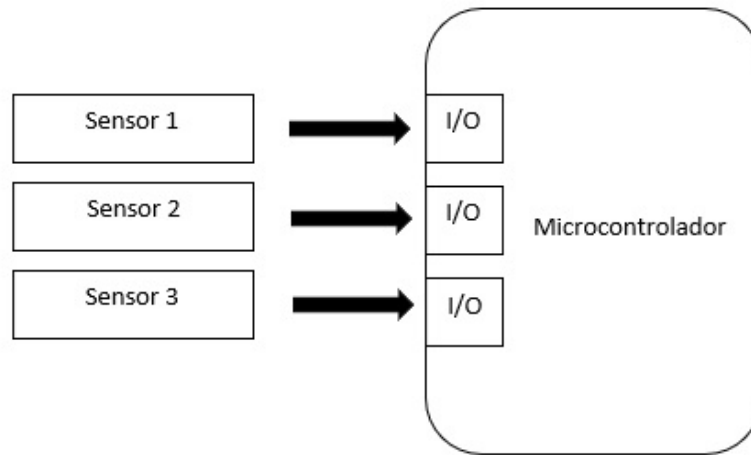 Sensor 1
I/O
Sensor 2
I/O
Microcontrolador
Sensor 3
I/O